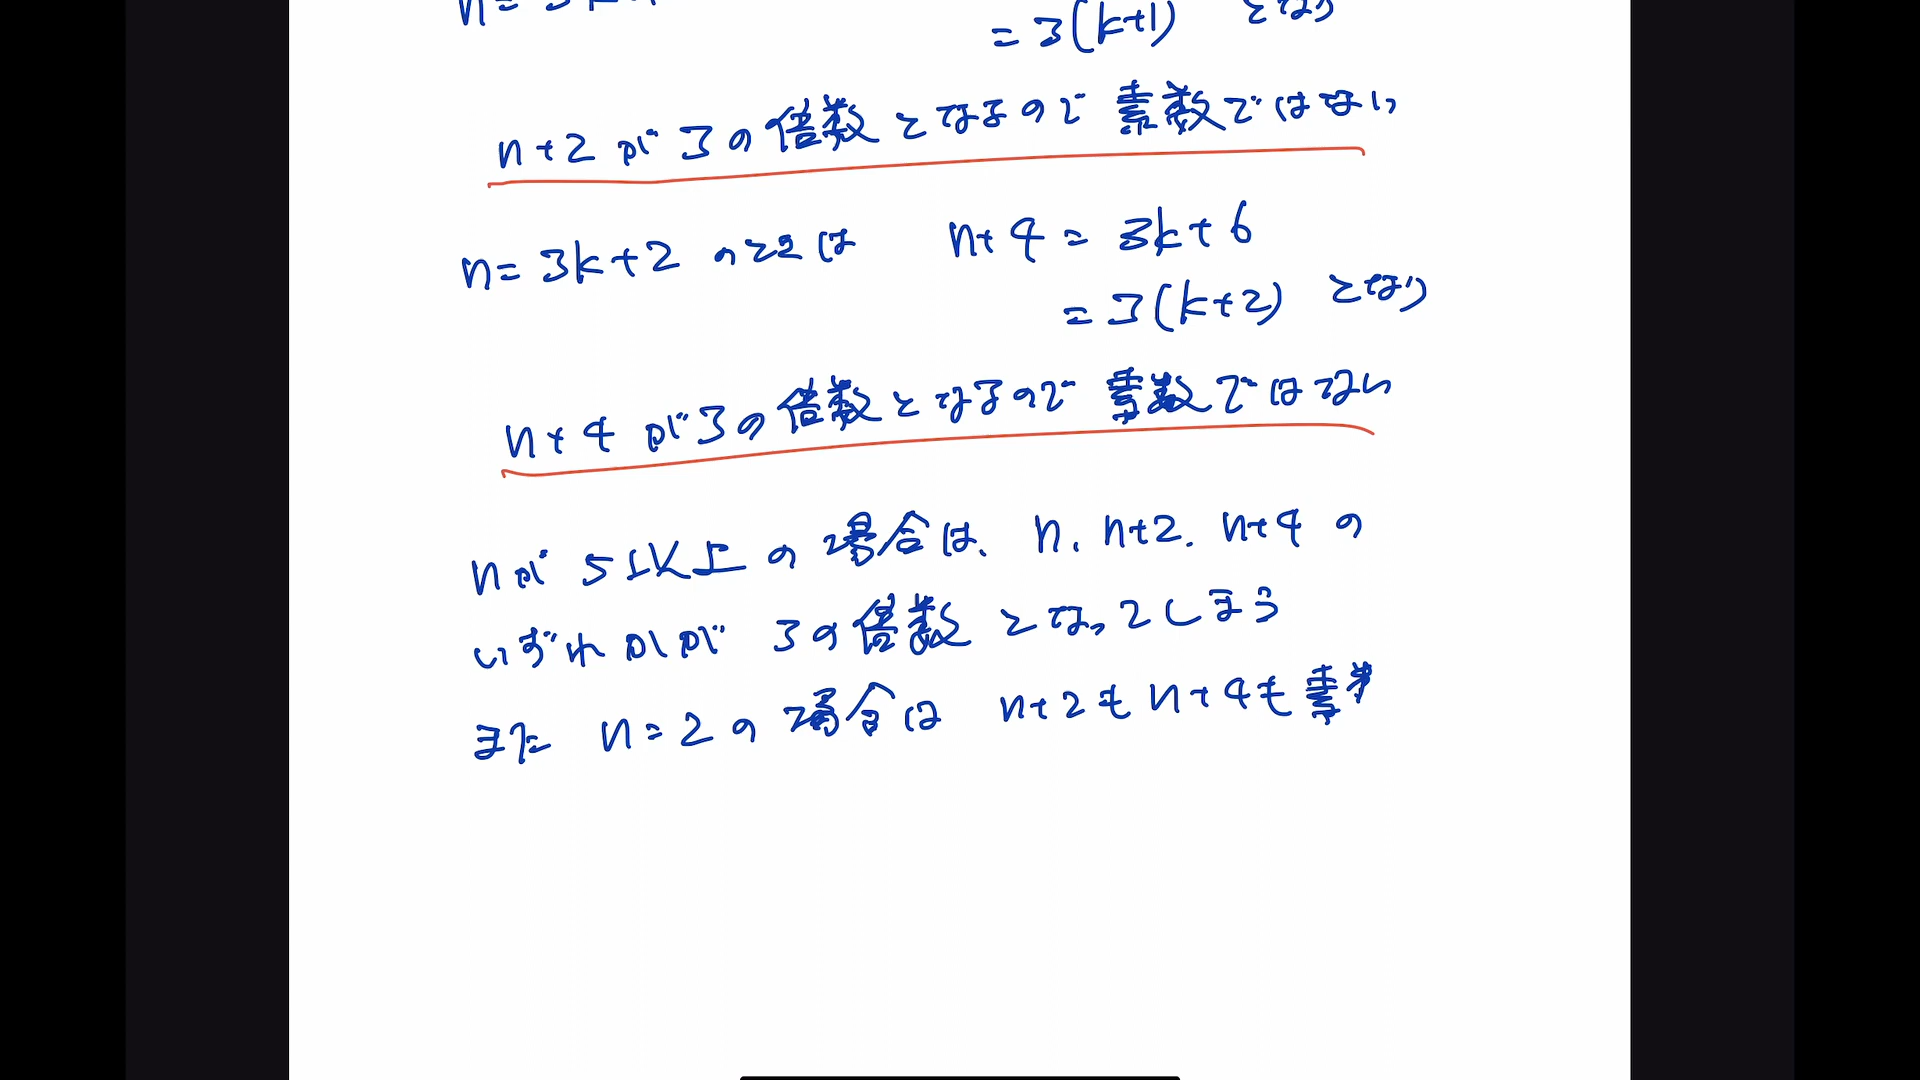 = 3(k+1) となり
n+2 が 3の倍数となるので 素数ではない
n= 3k+2 のときは n+4 = 3k+6
= 3(k+2) となり
n+4 が3の倍数となるので 素数ではない
nが 5以上の場合は、n、n+2、n+4 の
いずれかが 3の倍数 となってしまう
また n=2の場合は n+2も n+4も 素